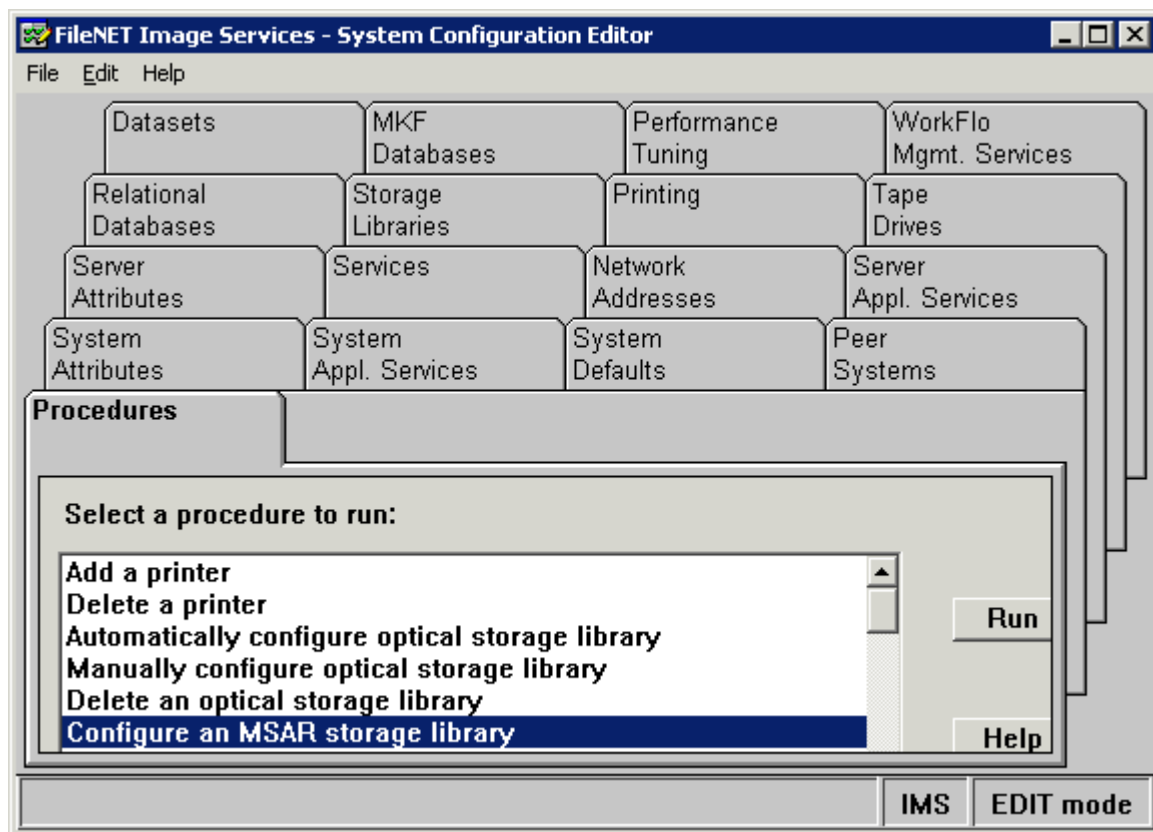 FileNET Image Services - System Configuration Editor
File Edit Help
Datasets
MKF
Databases
Performance
Tuning
WorkFlo
Mgmt. Services
Relational
Databases
Storage
Libraries
Printing
Tape
Drives
Server
Attributes
Services
Network
Addresses
Server
Appl. Services
System
Attributes
System
Appl. Services
System
Defaults
Peer
Systems
Procedures
Select a procedure to run:
Add a printer
Delete a printer
Automatically configure optical storage library
Manually configure optical storage library
Delete an optical storage library
Configure an MSAR storage library
Run
Help
IMS
EDIT mode